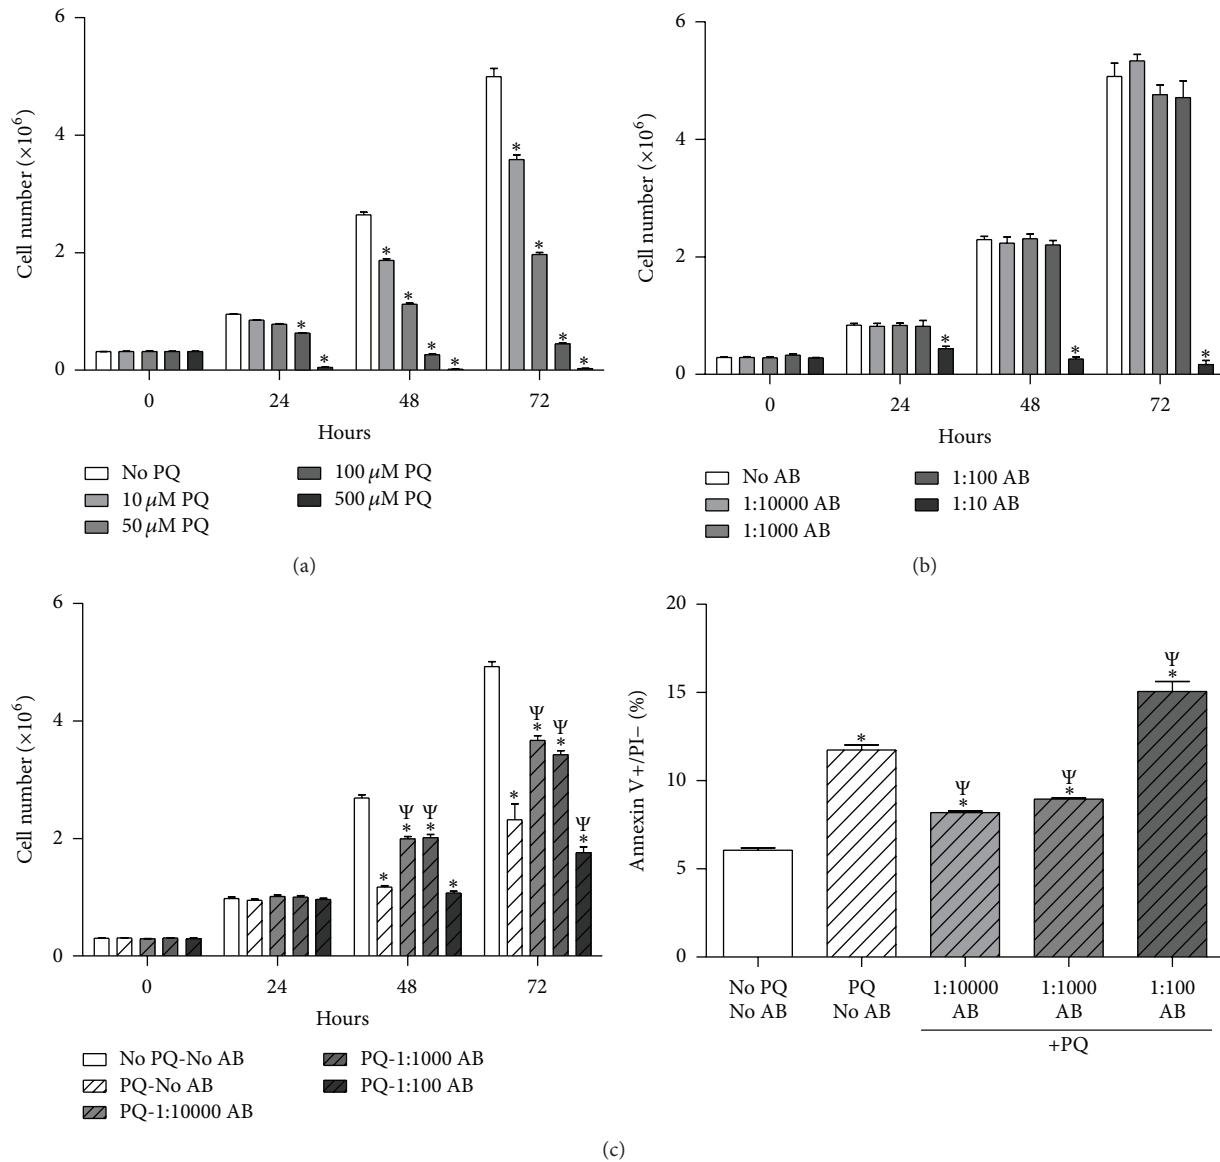 6
4
2
0
Cell number (×10⁶)
* * * * * * * * * *
0 24 48 72
Hours
No PQ
10 μM PQ
50 μM PQ
100 μM PQ
500 μM PQ
(a)
6
4
2
0
Cell number (×10⁶)
* * *
0 24 48 72
Hours
No AB
1:10000 AB
1:1000 AB
1:100 AB
1:10 AB
(b)
6
4
2
0
Cell number (×10⁶)
Ψ Ψ
* * * *
Ψ Ψ Ψ
* * * *
0 24 48 72
Hours
No PQ-No AB
PQ-No AB
PQ-1:10000 AB
PQ-1:1000 AB
PQ-1:100 AB
20
15
10
5
0
Annexin V+/PI− (%)
Ψ Ψ Ψ
* * * *
No PQ
No AB
PQ
No AB
1:10000
AB
1:1000
AB
1:100
AB
+PQ
(c)